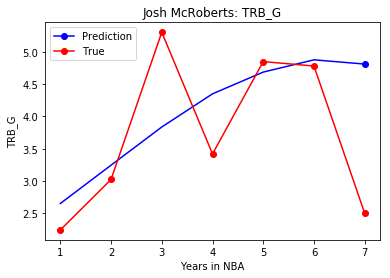 Josh McRoberts: TRB_G
Prediction
True
5.0
4.5
4.0
3.5
3.0
2.5
TRB_G
1 2 3 4 5 6 7
Years in NBA